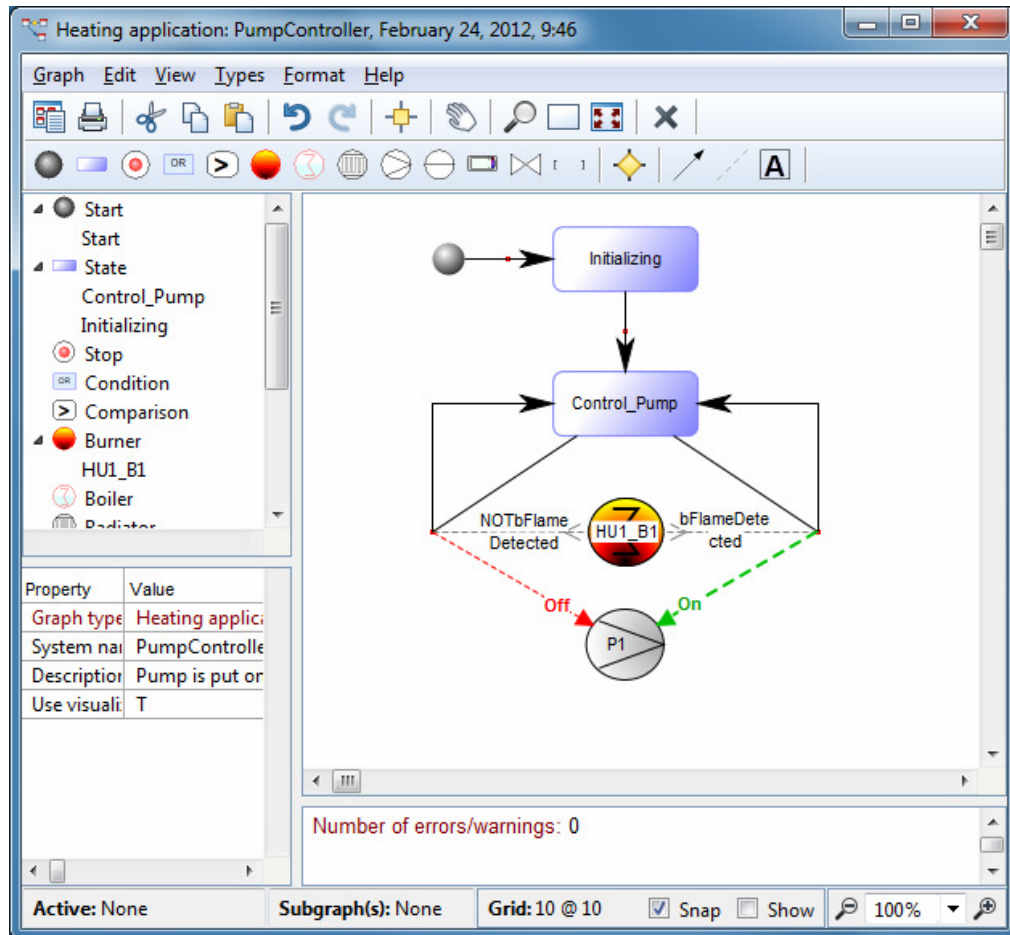 Heating application: PumpController, February 24, 2012, 9:46
Graph Edit View Types Format Help
OR
A
Start
Start
State
Control_Pump
Initializing
Stop
OR Condition
Comparison
Burner
HU1_B1
Boiler
Radiator
Property Value
Graph type Heating applica
System nar PumpControlle
Description Pump is put or
Use visuali: T
Initializing
Control_Pump
NOTbFlame
Detected
HU1_B1
bFlameDete
cted
Off
On
P1
Number of errors/warnings: 0
Active: None Subgraph(s): None Grid: 10 @ 10 Snap Show 100%